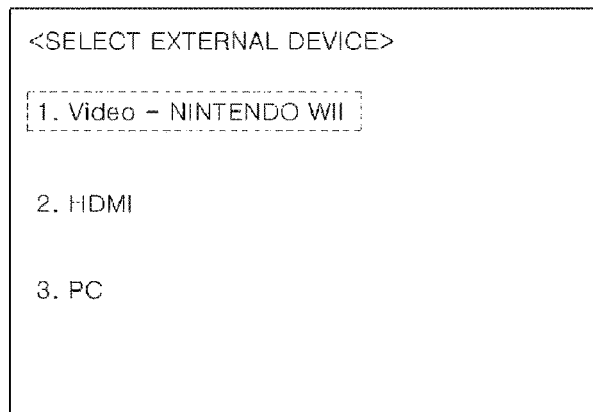 <SELECT EXTERNAL DEVICE>
1. Video - NINTENDO WII
2. HDMI
3. PC